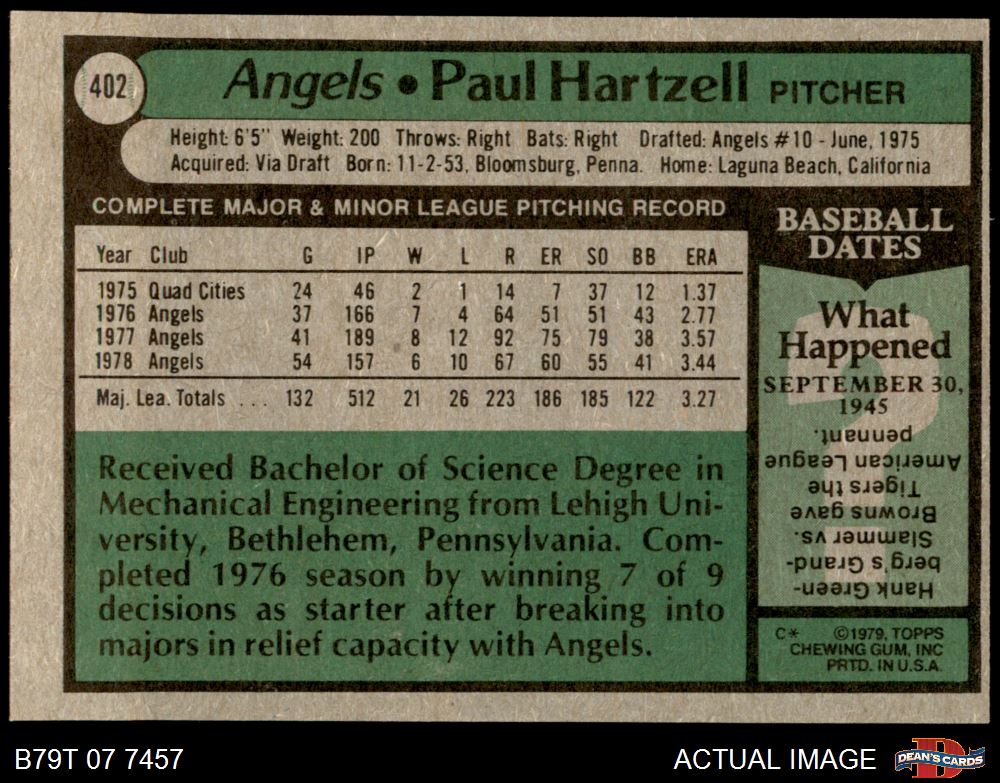 402
Angels • Paul Hartzell PITCHER
Height: 6'5" Weight: 200 Throws: Right Bats: Right Drafted: Angels #10 - June, 1975
Acquired: Via Draft Born: 11-2-53, Bloomsburg, Penna. Home: Laguna Beach, California
COMPLETE MAJOR & MINOR LEAGUE PITCHING RECORD
Year Club G IP W L R ER SO BB ERA
1975 Quad Cities 24 46 2 1 14 7 37 12 1.37
1976 Angels 37 166 7 4 64 51 51 43 2.77
1977 Angels 41 189 8 12 92 75 79 38 3.57
1978 Angels 54 157 6 10 67 60 55 41 3.44
Maj. Lea. Totals ... 132 512 21 26 223 186 185 122 3.27
Received Bachelor of Science Degree in
Mechanical Engineering from Lehigh Uni-
versity, Bethlehem, Pennsylvania. Com-
pleted 1976 season by winning 7 of 9
decisions as starter after breaking into
majors in relief capacity with Angels.
BASEBALL
DATES
What
Happened
SEPTEMBER 30,
1945
Hank Green-
berg's Grand-
Slammer vs.
Browns gave
the Tigers
American League
pennant.
C* ©1979, TOPPS
CHEWING GUM, INC
PRTD. IN U.S.A.
B79T 07 7457
ACTUAL IMAGE
DEAN'S CARDS